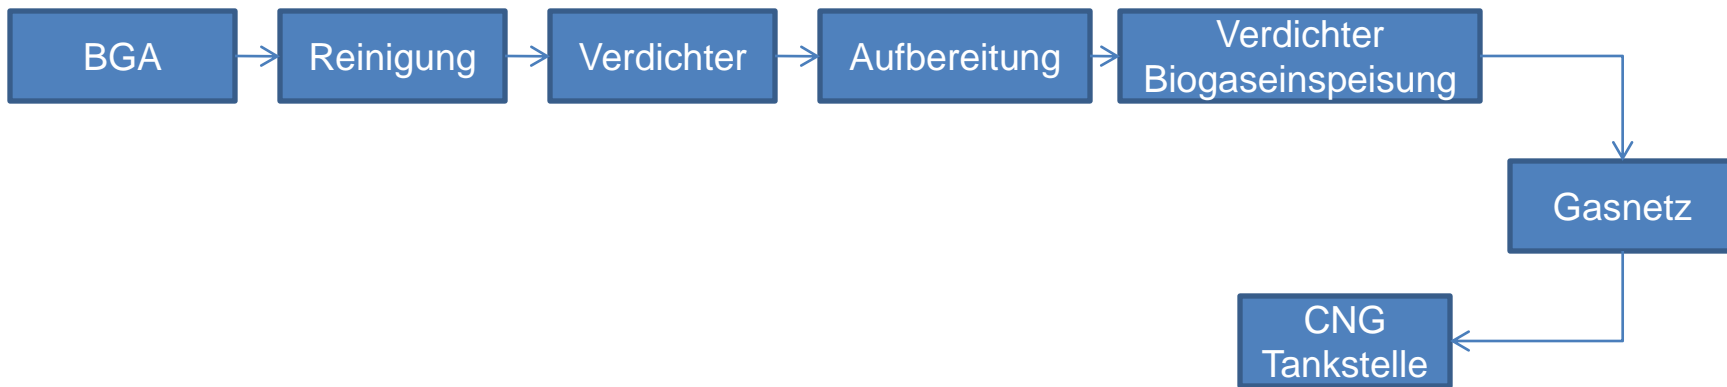 BGA
Reinigung
Verdichter
Aufbereitung
Verdichter
Biogaseinspeisung
Gasnetz
CNG
Tankstelle